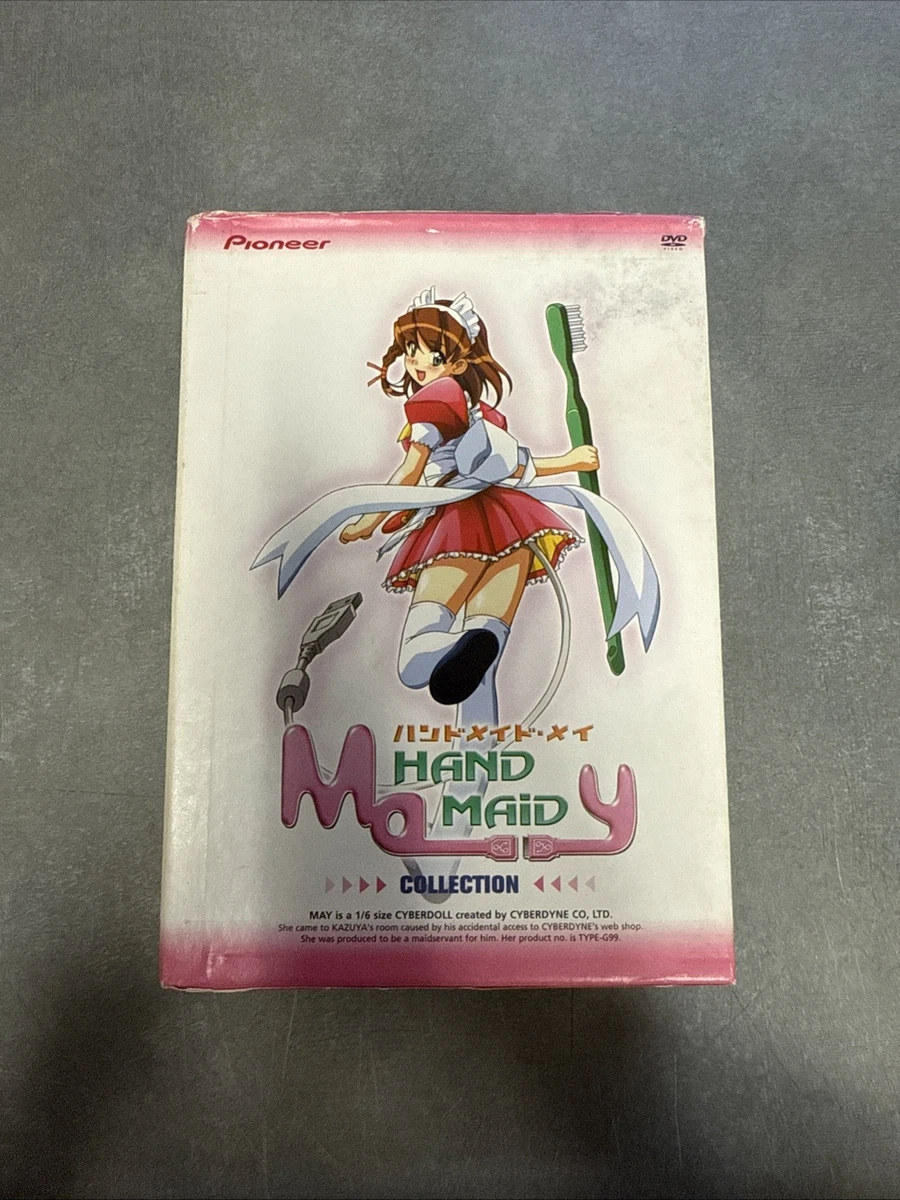 Pioneer
DVD
VIDEO
ハンドメイド・メイ
HAND
MAiD
May
COLLECTION
MAY is a 1/6 size CYBERDOLL created by CYBERDYNE CO, LTD.
She came to KAZUYA's room caused by his accidental access to CYBERDYNE's web shop.
She was produced to be a maidservant for him. Her product no. is TYPE-G99.